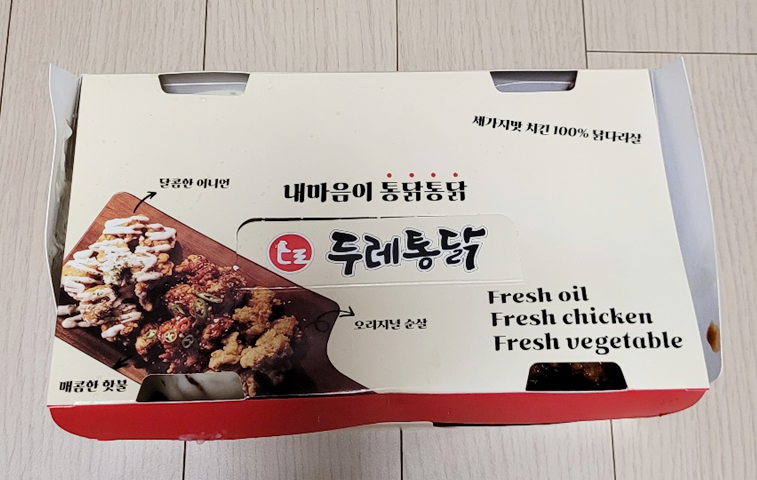 세가지맛 치킨 100% 닭다리살
달콤한 어니언
내마음이 통닭통닭
두레통닭
Fresh oil
Fresh chicken
Fresh vegetable
오리지널 순살
매콤한 핫불